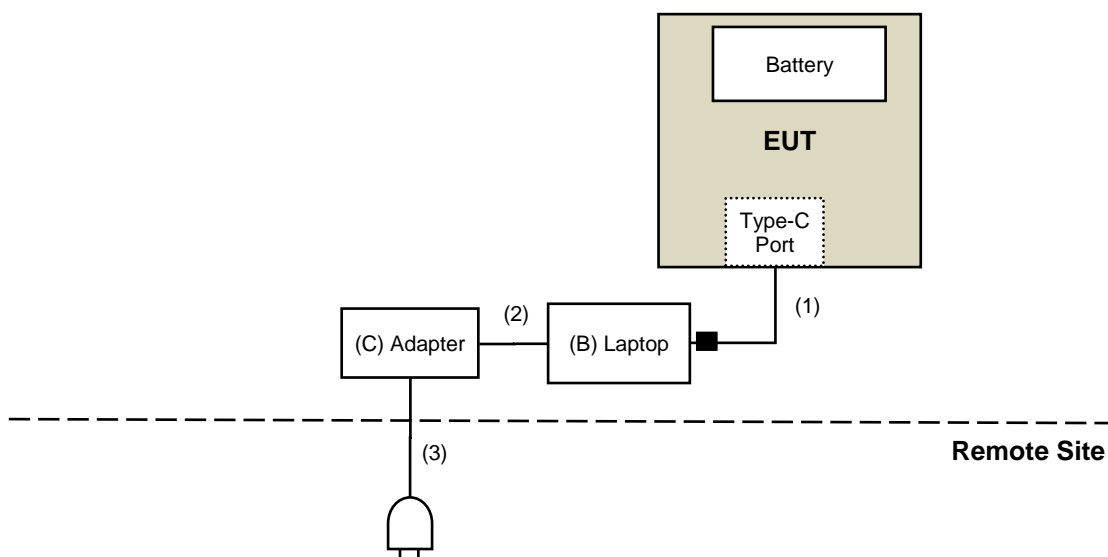 Battery
EUT
Type-C
Port
(1)
(2)
(C) Adapter
(B) Laptop
(3)
Remote Site